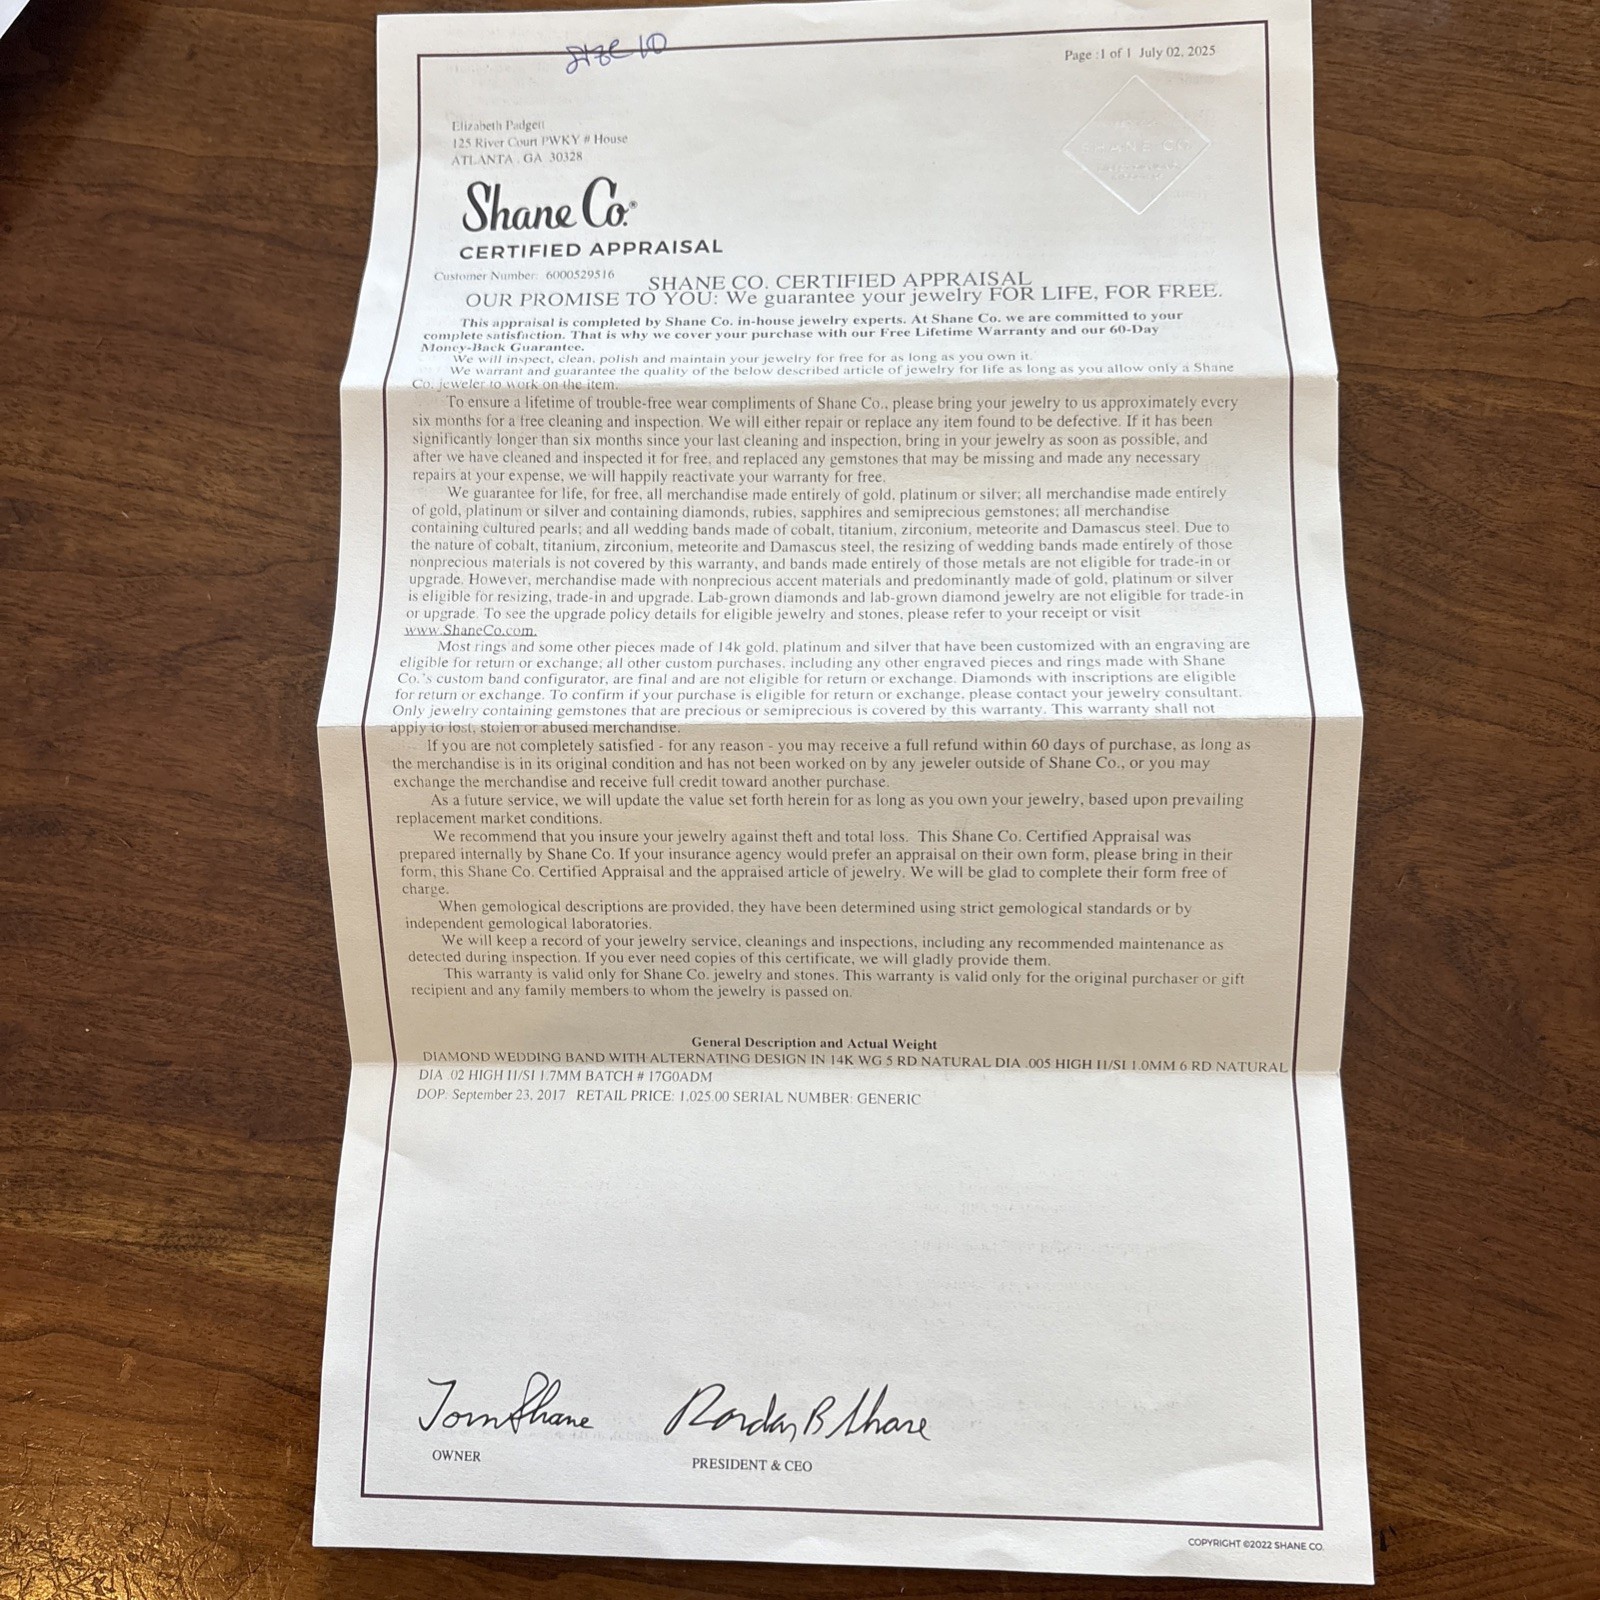 SIZE 10
Page :1 of 1 July 02, 2025
Elizabeth Padgett
125 River Court PWKY # House
ATLANTA , GA 30328
SHANE CO.
Shane Co.®
CERTIFIED APPRAISAL
Customer Number: 6000529516
SHANE CO. CERTIFIED APPRAISAL
OUR PROMISE TO YOU: We guarantee your jewelry FOR LIFE, FOR FREE.
This appraisal is completed by Shane Co. in-house jewelry experts. At Shane Co. we are committed to your
complete satisfaction. That is why we cover your purchase with our Free Lifetime Warranty and our 60-Day
Money-Back Guarantee.
We will inspect, clean, polish and maintain your jewelry for free for as long as you own it.
We warrant and guarantee the quality of the below described article of jewelry for life as long as you allow only a Shane
Co. jeweler to work on the item.
To ensure a lifetime of trouble-free wear compliments of Shane Co., please bring your jewelry to us approximately every
six months for a free cleaning and inspection. We will either repair or replace any item found to be defective. If it has been
significantly longer than six months since your last cleaning and inspection, bring in your jewelry as soon as possible, and
after we have cleaned and inspected it for free, and replaced any gemstones that may be missing and made any necessary
repairs at your expense, we will happily reactivate your warranty for free.
We guarantee for life, for free, all merchandise made entirely of gold, platinum or silver; all merchandise made entirely
of gold, platinum or silver and containing diamonds, rubies, sapphires and semiprecious gemstones; all merchandise
containing cultured pearls; and all wedding bands made of cobalt, titanium, zirconium, meteorite and Damascus steel. Due to
the nature of cobalt, titanium, zirconium, meteorite and Damascus steel, the resizing of wedding bands made entirely of those
nonprecious materials is not covered by this warranty, and bands made entirely of those metals are not eligible for trade-in or
upgrade. However, merchandise made with nonprecious accent materials and predominantly made of gold, platinum or silver
is eligible for resizing, trade-in and upgrade. Lab-grown diamonds and lab-grown diamond jewelry are not eligible for trade-in
or upgrade. To see the upgrade policy details for eligible jewelry and stones, please refer to your receipt or visit
www.ShaneCo.com.
Most rings and some other pieces made of 14k gold, platinum and silver that have been customized with an engraving are
eligible for return or exchange; all other custom purchases, including any other engraved pieces and rings made with Shane
Co.'s custom band configurator, are final and are not eligible for return or exchange. Diamonds with inscriptions are eligible
for return or exchange. To confirm if your purchase is eligible for return or exchange, please contact your jewelry consultant.
Only jewelry containing gemstones that are precious or semiprecious is covered by this warranty. This warranty shall not
apply to lost, stolen or abused merchandise.
If you are not completely satisfied - for any reason - you may receive a full refund within 60 days of purchase, as long as
the merchandise is in its original condition and has not been worked on by any jeweler outside of Shane Co., or you may
exchange the merchandise and receive full credit toward another purchase.
As a future service, we will update the value set forth herein for as long as you own your jewelry, based upon prevailing
replacement market conditions.
We recommend that you insure your jewelry against theft and total loss. This Shane Co. Certified Appraisal was
prepared internally by Shane Co. If your insurance agency would prefer an appraisal on their own form, please bring in their
form, this Shane Co. Certified Appraisal and the appraised article of jewelry. We will be glad to complete their form free of
charge.
When gemological descriptions are provided, they have been determined using strict gemological standards or by
independent gemological laboratories.
We will keep a record of your jewelry service, cleanings and inspections, including any recommended maintenance as
detected during inspection. If you ever need copies of this certificate, we will gladly provide them.
This warranty is valid only for Shane Co. jewelry and stones. This warranty is valid only for the original purchaser or gift
recipient and any family members to whom the jewelry is passed on.
General Description and Actual Weight
DIAMOND WEDDING BAND WITH ALTERNATING DESIGN IN 14K WG 5 RD NATURAL DIA .005 HIGH I1/SI 1.0MM 6 RD NATURAL
DIA .02 HIGH I1/SI 1.7MM BATCH # 17G0ADM
DOP: September 23, 2017 RETAIL PRICE: 1,025.00 SERIAL NUMBER: GENERIC
Tom Shane
Rordan B Shane
OWNER
PRESIDENT & CEO
COPYRIGHT ©2022 SHANE CO.